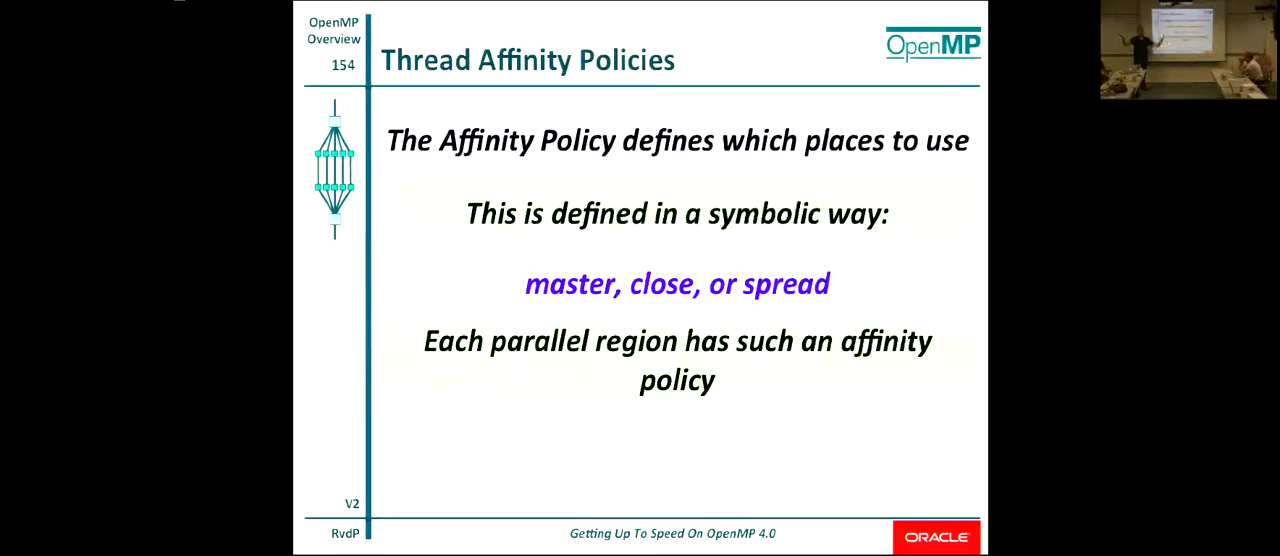 OpenMP
Overview
154
Thread Affinity Policies
OpenMP
The Affinity Policy defines which places to use
This is defined in a symbolic way:
master, close, or spread
Each parallel region has such an affinity
policy
V2
RvdP
Getting Up To Speed On OpenMP 4.0
ORACLE